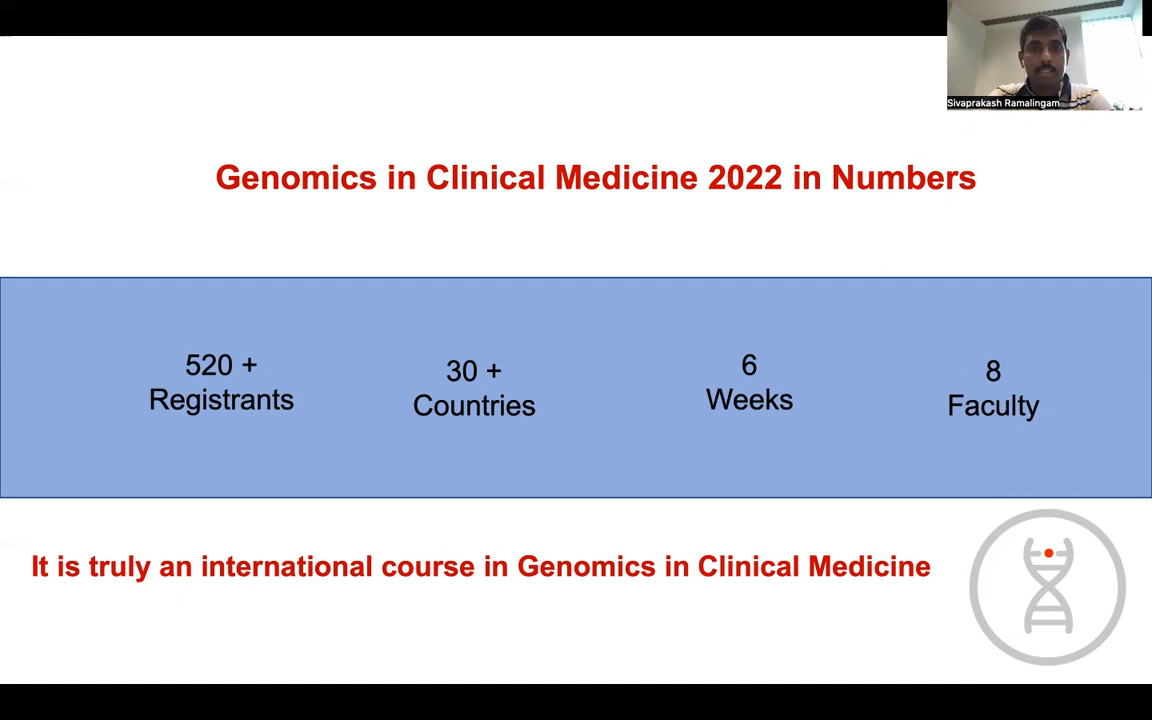 Sivaprakash Ramalingam
Genomics in Clinical Medicine 2022 in Numbers
520 +
Registrants
30 +
Countries
6
Weeks
8
Faculty
It is truly an international course in Genomics in Clinical Medicine